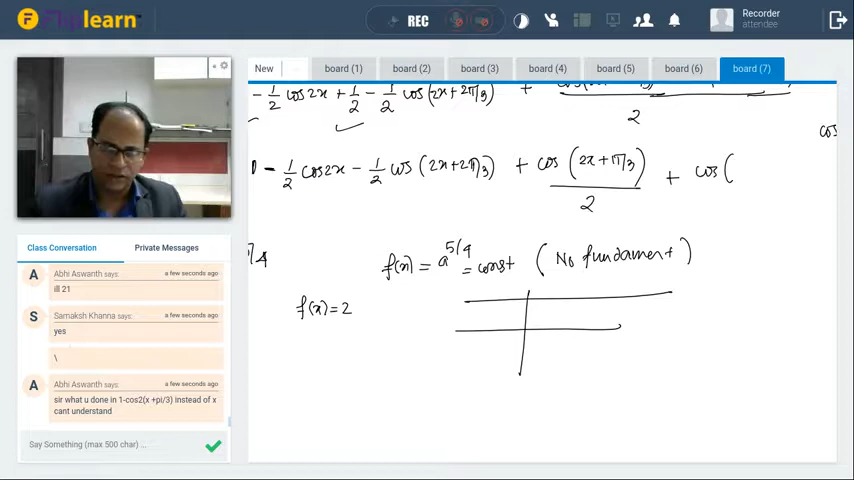 Fliplearn
REC
Recorder
attendee
New
board (1)
board (2)
board (3)
board (4)
board (5)
board (6)
board (7)
- 1/2 cos2x + 1/2 - 1/2 cos(2x+2π/3) +
2
cos
- 1/2 cos2x - 1/2 cos (2x+2π/3) + cos (2x+π/3) / 2 + cos (
f(x) = a^5/4 = const (No fundament)
f(x)=2
Class Conversation
Private Messages
A
Abhi Aswanth says:
a few seconds ago
ill 21
S
Samaksh Khanna says:
a few seconds ago
yes
\
A
Abhi Aswanth says:
a few seconds ago
sir what u done in 1-cos2(x +pi/3) instead of x
cant understand
Say Something (max 500 char) ...